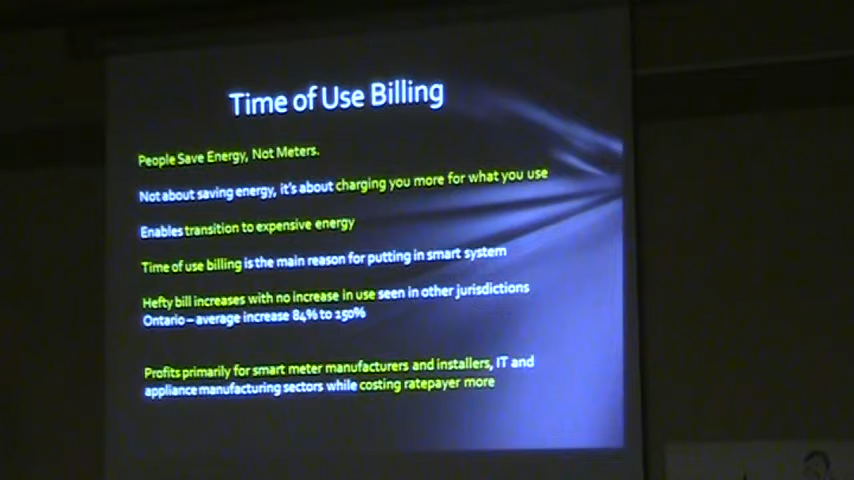 Time of Use Billing
People Save Energy, Not Meters.
Not about saving energy, it's about charging you more for what you use
Enables transition to expensive energy
Time of use billing is the main reason for putting in smart system
Hefty bill increases with no increase in use seen in other jurisdictions
Ontario – average increase 84% to 150%
Profits primarily for smart meter manufacturers and installers, IT and
appliance manufacturing sectors while costing ratepayer more